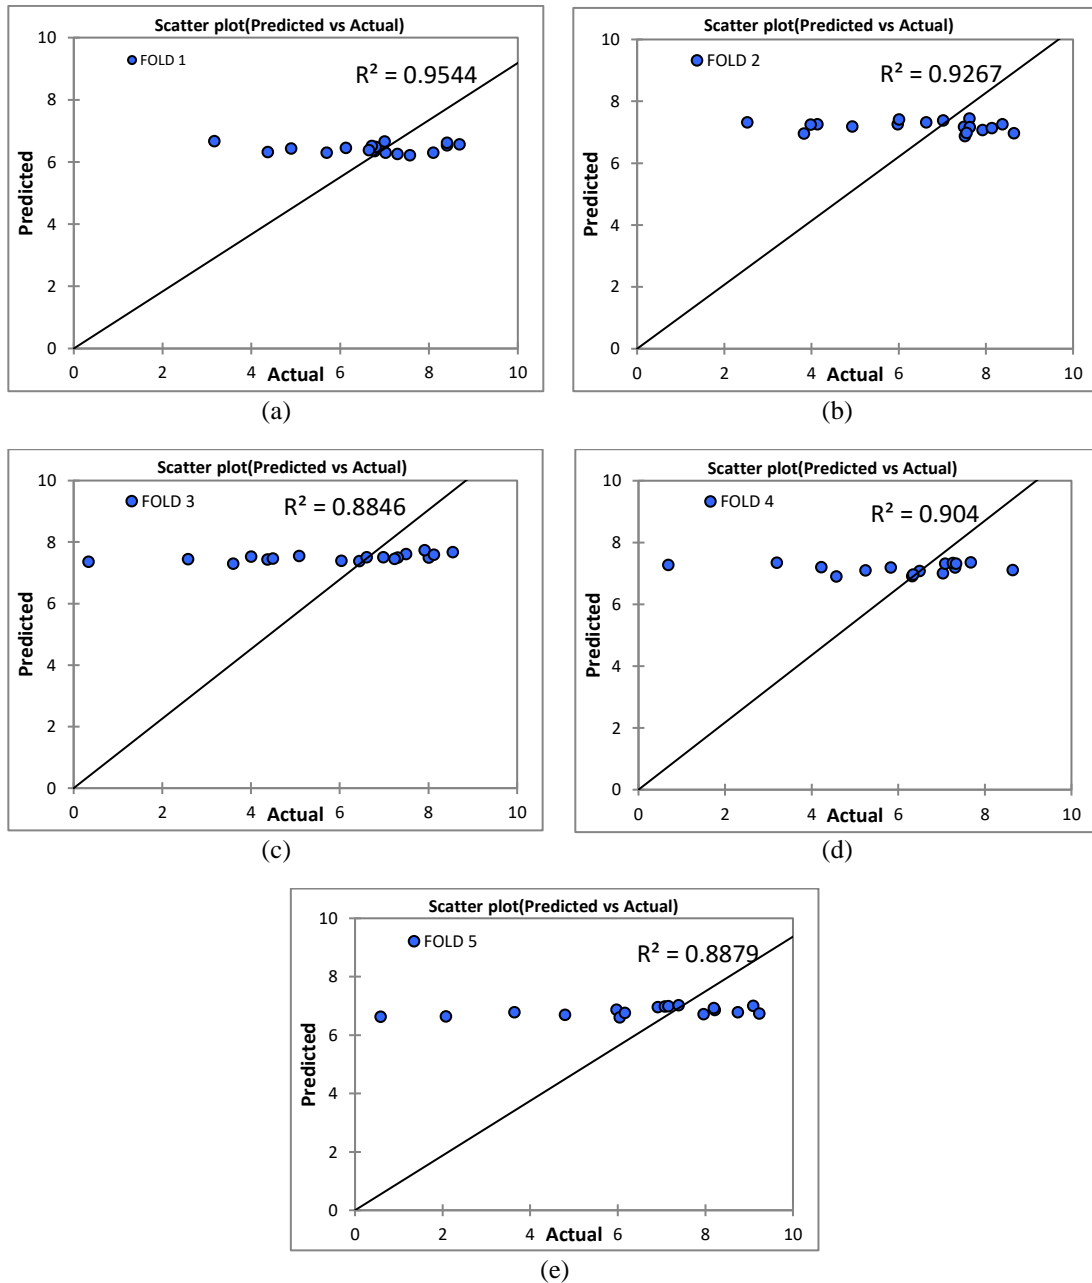 Scatter plot(Predicted vs Actual)
10
FOLD 1
R² = 0.9544
8
6
4
2
0
Predicted
0 2 4 6 8 10
Actual
(a)
Scatter plot(Predicted vs Actual)
10
FOLD 2
R² = 0.9267
8
6
4
2
0
Predicted
0 2 4 6 8 10
Actual
(b)
Scatter plot(Predicted vs Actual)
10
FOLD 3
R² = 0.8846
8
6
4
2
0
Predicted
0 2 4 6 8 10
Actual
(c)
Scatter plot(Predicted vs Actual)
10
FOLD 4
R² = 0.904
8
6
4
2
0
Predicted
0 2 4 6 8 10
Actual
(d)
Scatter plot(Predicted vs Actual)
10
FOLD 5
R² = 0.8879
8
6
4
2
0
Predicted
0 2 4 6 8 10
Actual
(e)